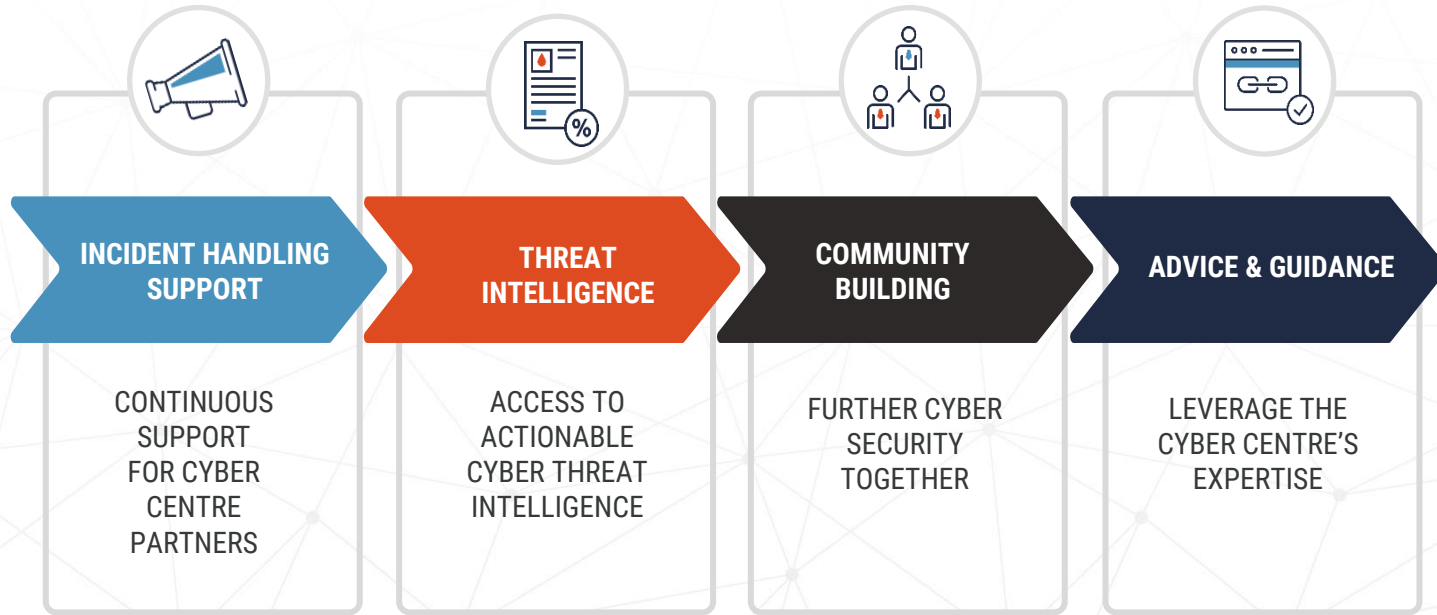 %
INCIDENT HANDLING
SUPPORT
CONTINUOUS
SUPPORT
FOR CYBER
CENTRE
PARTNERS
THREAT
INTELLIGENCE
ACCESS TO
ACTIONABLE
CYBER THREAT
INTELLIGENCE
COMMUNITY
BUILDING
FURTHER CYBER
SECURITY
TOGETHER
ADVICE & GUIDANCE
LEVERAGE THE
CYBER CENTRE’S
EXPERTISE